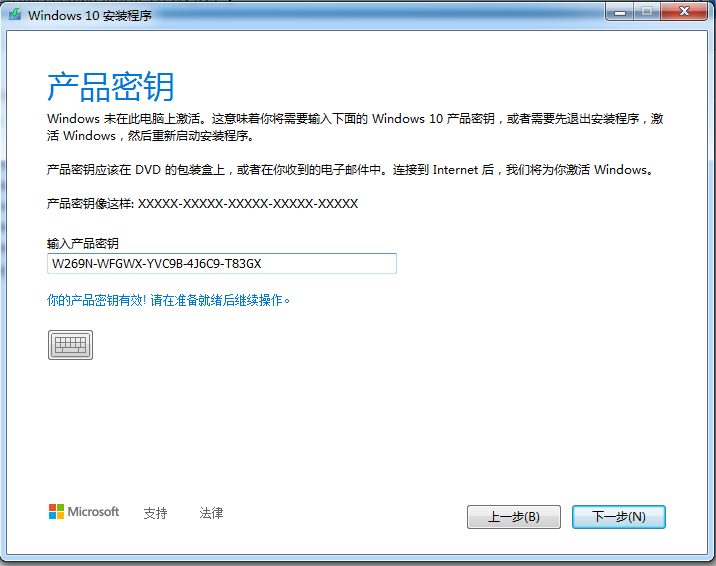 Windows 10 安装程序
产品密钥
Windows 未在此电脑上激活。这意味着你将需要输入下面的 Windows 10 产品密钥，或者需要先退出安装程序，激
活 Windows，然后重新启动安装程序。
产品密钥应该在 DVD 的包装盒上，或者在你收到的电子邮件中。连接到 Internet 后，我们将为你激活 Windows。
产品密钥像这样: XXXXX-XXXXX-XXXXX-XXXXX-XXXXX
输入产品密钥
W269N-WFGWX-YVC9B-4J6C9-T83GX
你的产品密钥有效! 请在准备就绪后继续操作。
Microsoft 支持 法律 上一步(B) 下一步(N)